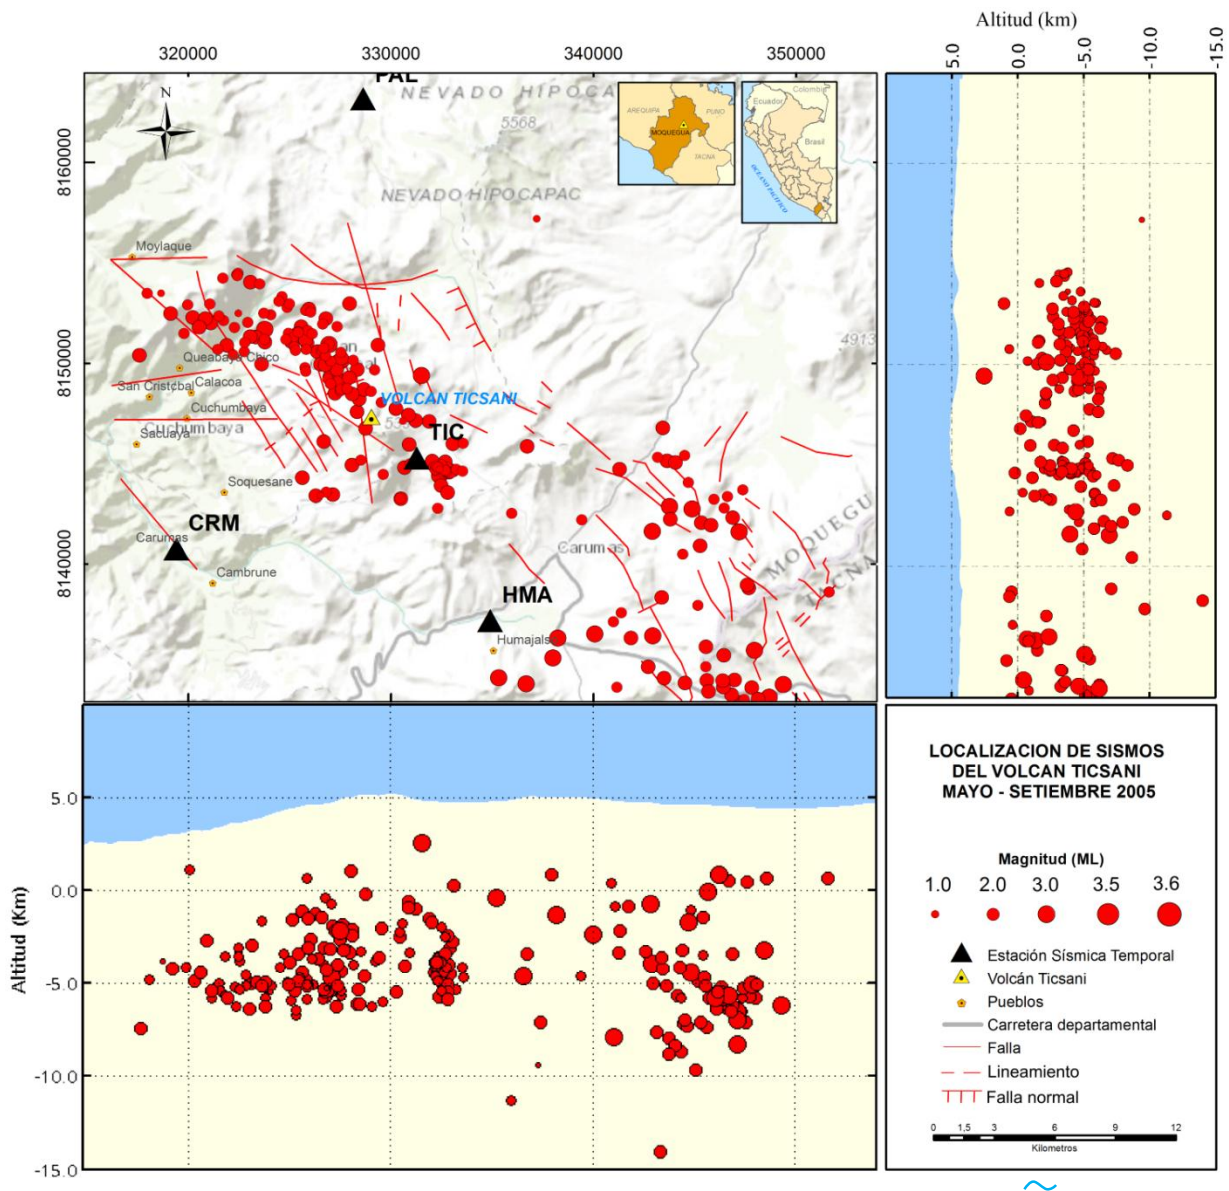 Altitud (km)
320000
330000
340000
350000
5.0
0.0
-5.0
-10.0
-15.0
PAL
N
NEVADO HIPOCA
5568
AREQUIPA
PUNO
MOQUEGUA
TACNA
Ecuador
Colombia
Brasil
OCEANO PACIFICO
8160000
NEVADO HIPOCAPAC
Moylaque
8150000
4913
Queabaya Chico
San Cristobal
Calacoa
VOLCAN TICSANI
Cuchumbaya
Cuchumbaya
TIC
Sacuaya
Soquesane
CRM
Carumas
Carumas
MOQUEGU
TACNA
8140000
Cambrune
HMA
Humajalso
5.0
0.0
-5.0
-10.0
-15.0
Altitud (Km)
LOCALIZACION DE SISMOS
DEL VOLCAN TICSANI
MAYO - SETIEMBRE 2005
Magnitud (ML)
1.0 2.0 3.0 3.5 3.6
Estación Sísmica Temporal
Volcán Ticsani
Pueblos
Carretera departamental
Falla
Lineamiento
Falla normal
0 1,5 3 6 9 12
Kilometros